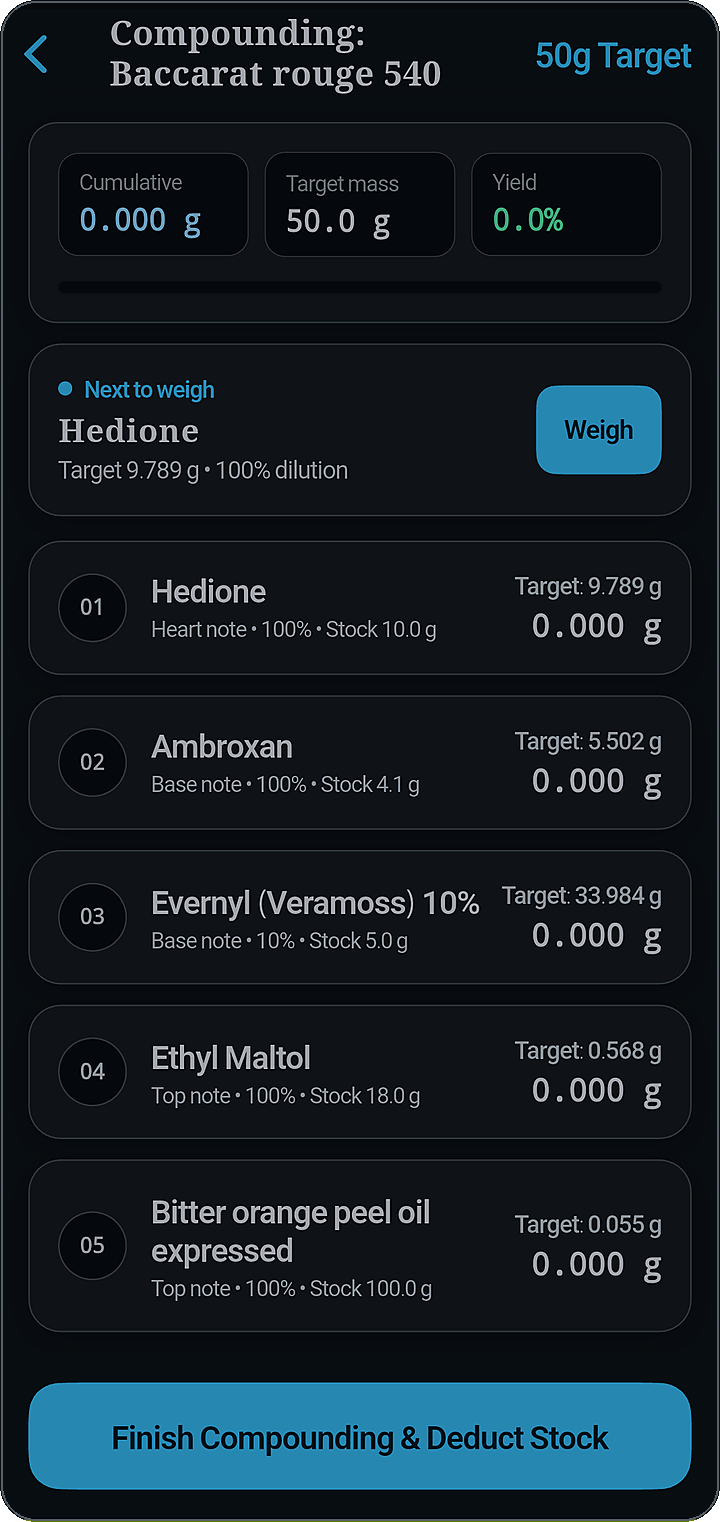 Compounding:
Baccarat rouge 540
50g Target
Cumulative
0.000 g
Target mass
50.0 g
Yield
0.0%
Next to weigh
Hedione
Target 9.789 g • 100% dilution
Weigh
01
Hedione
Heart note • 100% • Stock 10.0 g
Target: 9.789 g
0.000 g
02
Ambroxan
Base note • 100% • Stock 4.1 g
Target: 5.502 g
0.000 g
03
Evernyl (Veramoss) 10%
Base note • 10% • Stock 5.0 g
Target: 33.984 g
0.000 g
04
Ethyl Maltol
Top note • 100% • Stock 18.0 g
Target: 0.568 g
0.000 g
05
Bitter orange peel oil
expressed
Top note • 100% • Stock 100.0 g
Target: 0.055 g
0.000 g
Finish Compounding & Deduct Stock